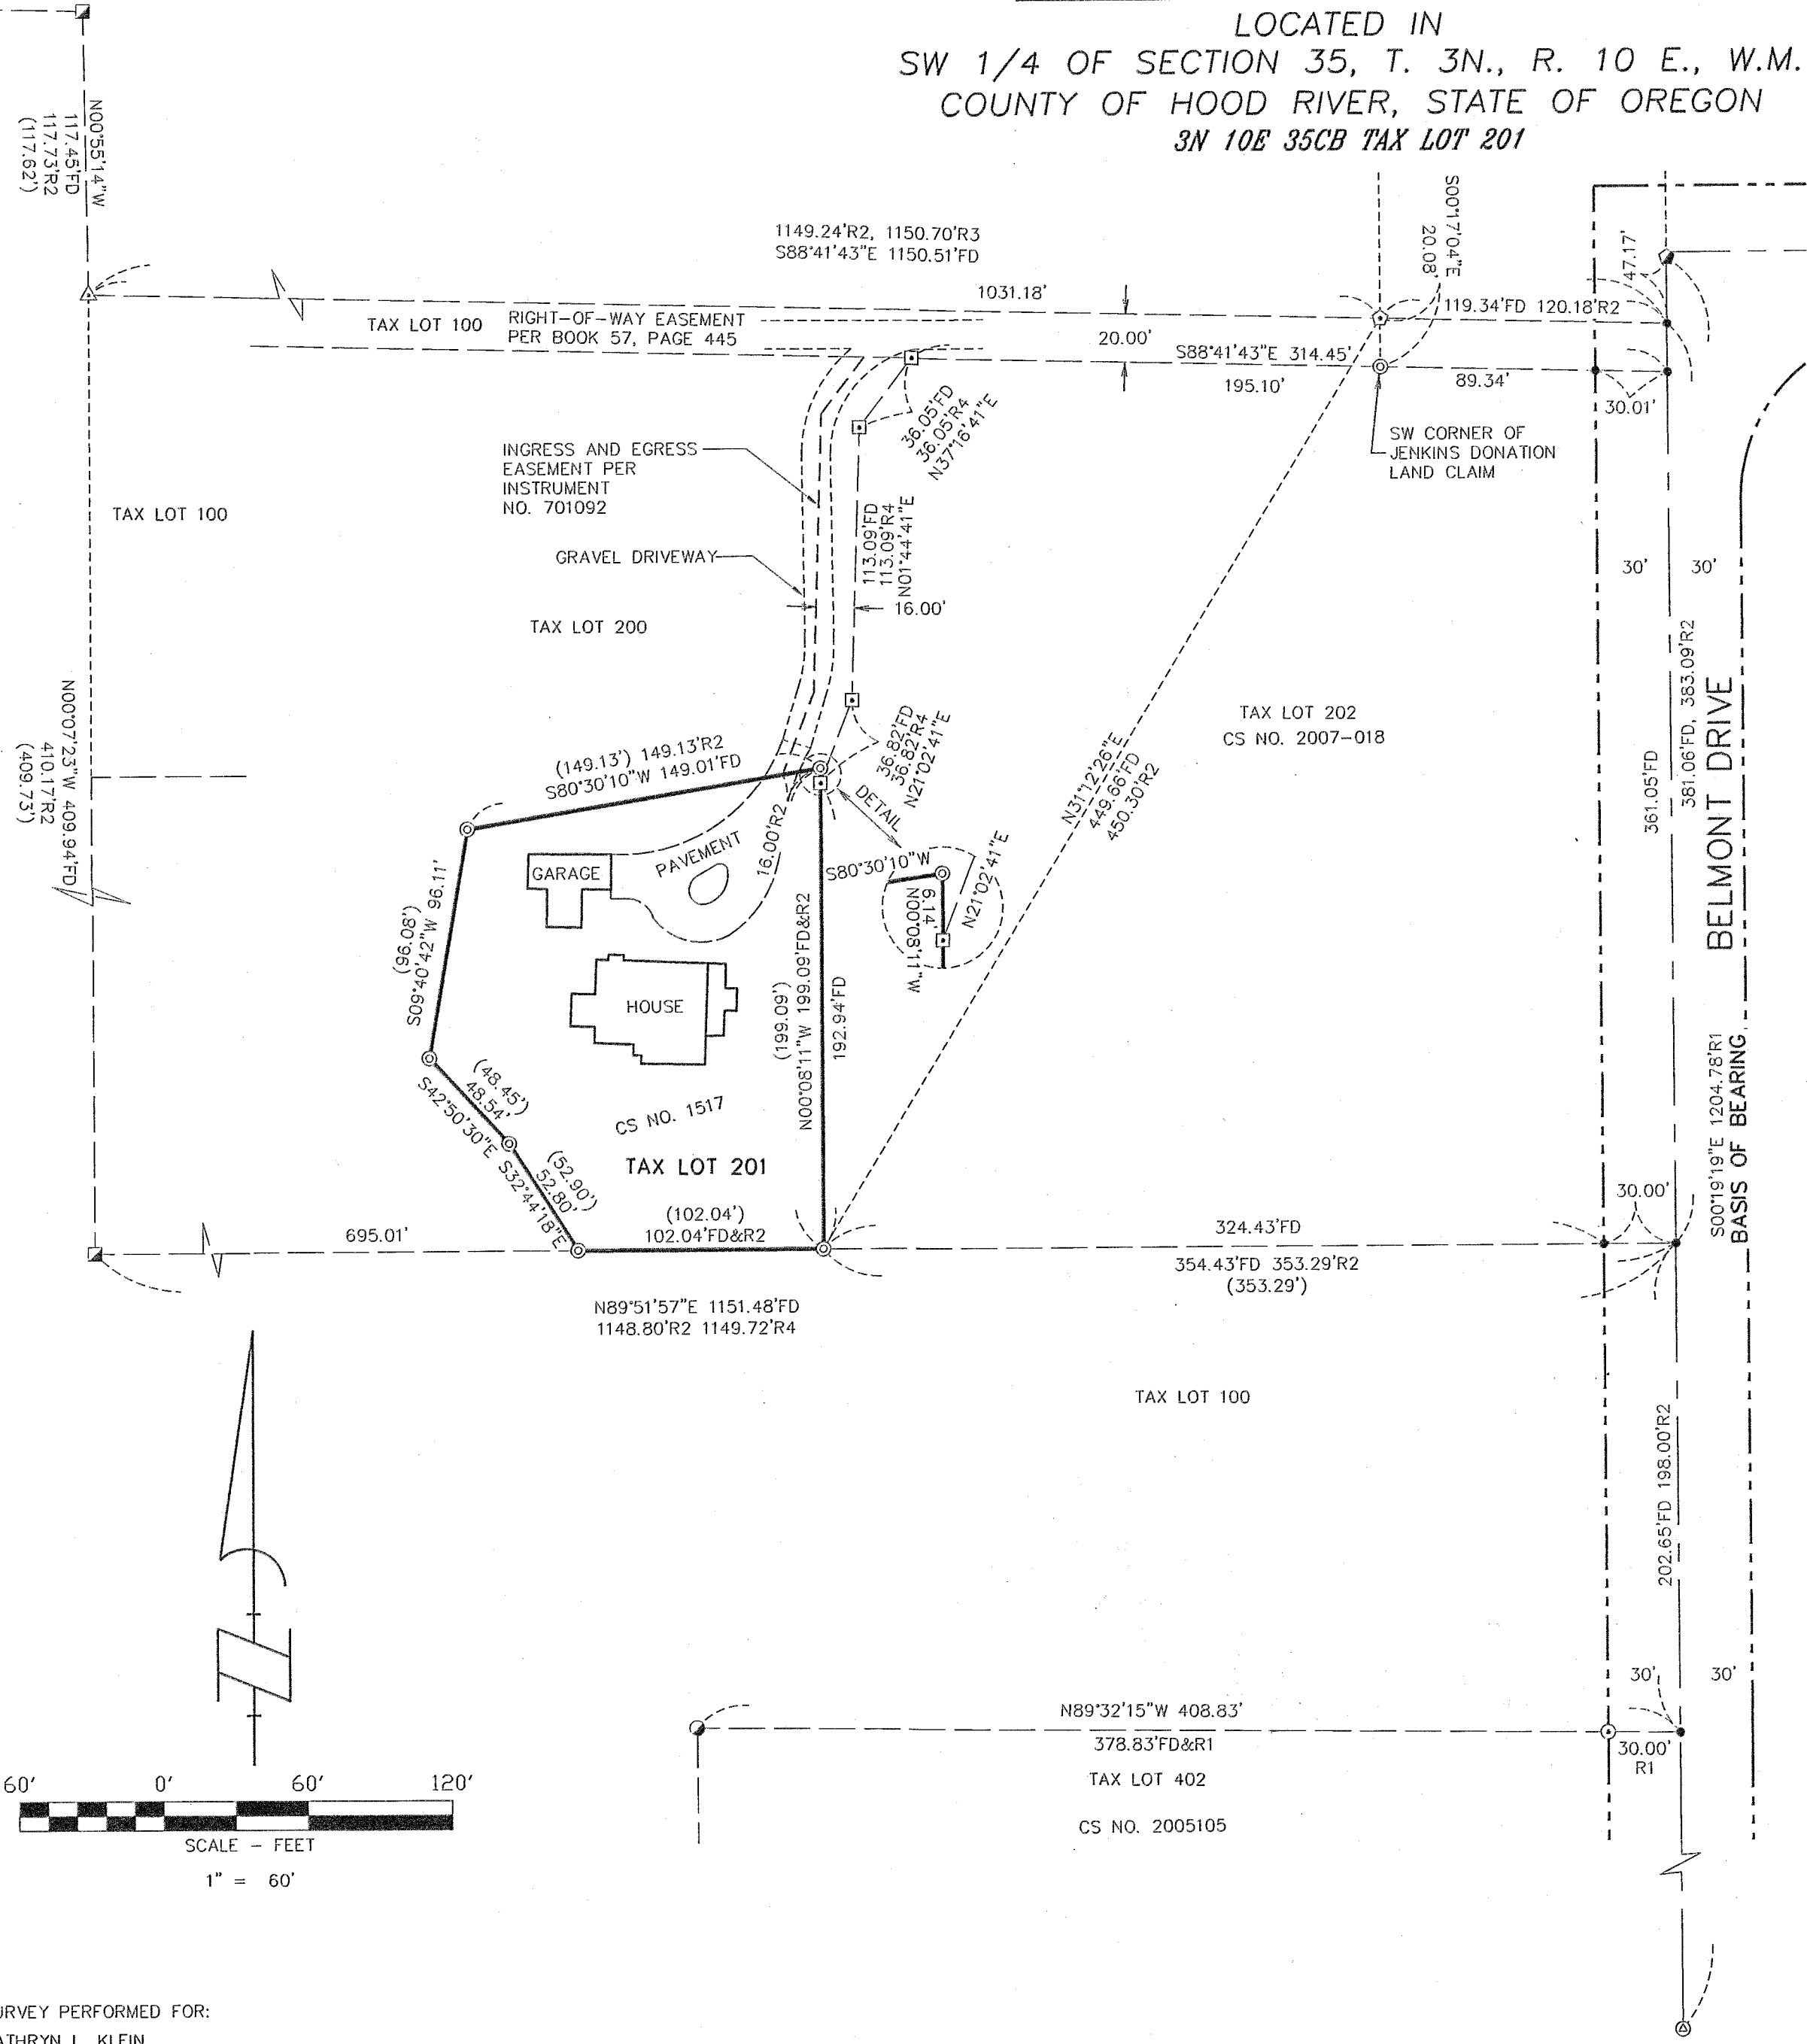 LOCATED IN
SW 1/4 OF SECTION 35, T. 3N., R. 10 E., W.M.
COUNTY OF HOOD RIVER, STATE OF OREGON
3N 10E 35CB TAX LOT 201
N00°55'14"W
117.45'FD
117.73'R2
(117.62')
1149.24'R2, 1150.70'R3
S88°41'43"E 1150.51'FD
1031.18'
S00°17'04"E
20.08'
47.17'
119.34'FD 120.18'R2
TAX LOT 100
RIGHT-OF-WAY EASEMENT
PER BOOK 57, PAGE 445
20.00'
S88°41'43"E 314.45'
195.10'
89.34'
30.01'
36.05'FD
36.05'R4
N37°16'41"E
SW CORNER OF
JENKINS DONATION
LAND CLAIM
INGRESS AND EGRESS
EASEMENT PER
INSTRUMENT
NO. 701092
TAX LOT 100
GRAVEL DRIVEWAY
113.09'FD
113.09'R4
N01°44'41"E
16.00'
30'
30'
TAX LOT 200
N00°07'23"W 409.94'FD
410.17'R2
(409.73')
TAX LOT 202
CS NO. 2007-018
361.05'FD
381.06'FD, 383.09'R2
BELMONT DRIVE
36.82'FD
36.82'R4
N21°02'41"E
(149.13') 149.13'R2
S80°30'10"W 149.01'FD
N31°12'26"E
449.66'FD
450.30'R2
DETAIL
16.00'R2
PAVEMENT
GARAGE
S80°30'10"W
N21°02'41"E
6.14'
N00°08'11"W
(96.08')
S09°40'42"W 96.11'
HOUSE
(199.09')
N00°08'11"W 199.09'FD&R2
192.94'FD
(48.45')
48.54'
S42°50'30"E
CS NO. 1517
TAX LOT 201
(52.90')
52.80'
S32°44'18"E
S00°19'19"E 1204.78'R1
BASIS OF BEARING
30.00'
695.01'
(102.04')
102.04'FD&R2
324.43'FD
354.43'FD 353.29'R2
(353.29')
N89°51'57"E 1151.48'FD
1148.80'R2 1149.72'R4
TAX LOT 100
202.65'FD 198.00'R2
30'
30'
N89°32'15"W 408.83'
378.83'FD&R1
30.00'
R1
TAX LOT 402
CS NO. 2005105
60' 0' 60' 120'
SCALE - FEET
1" = 60'
URVEY PERFORMED FOR:
ATHRYN L. KLEIN